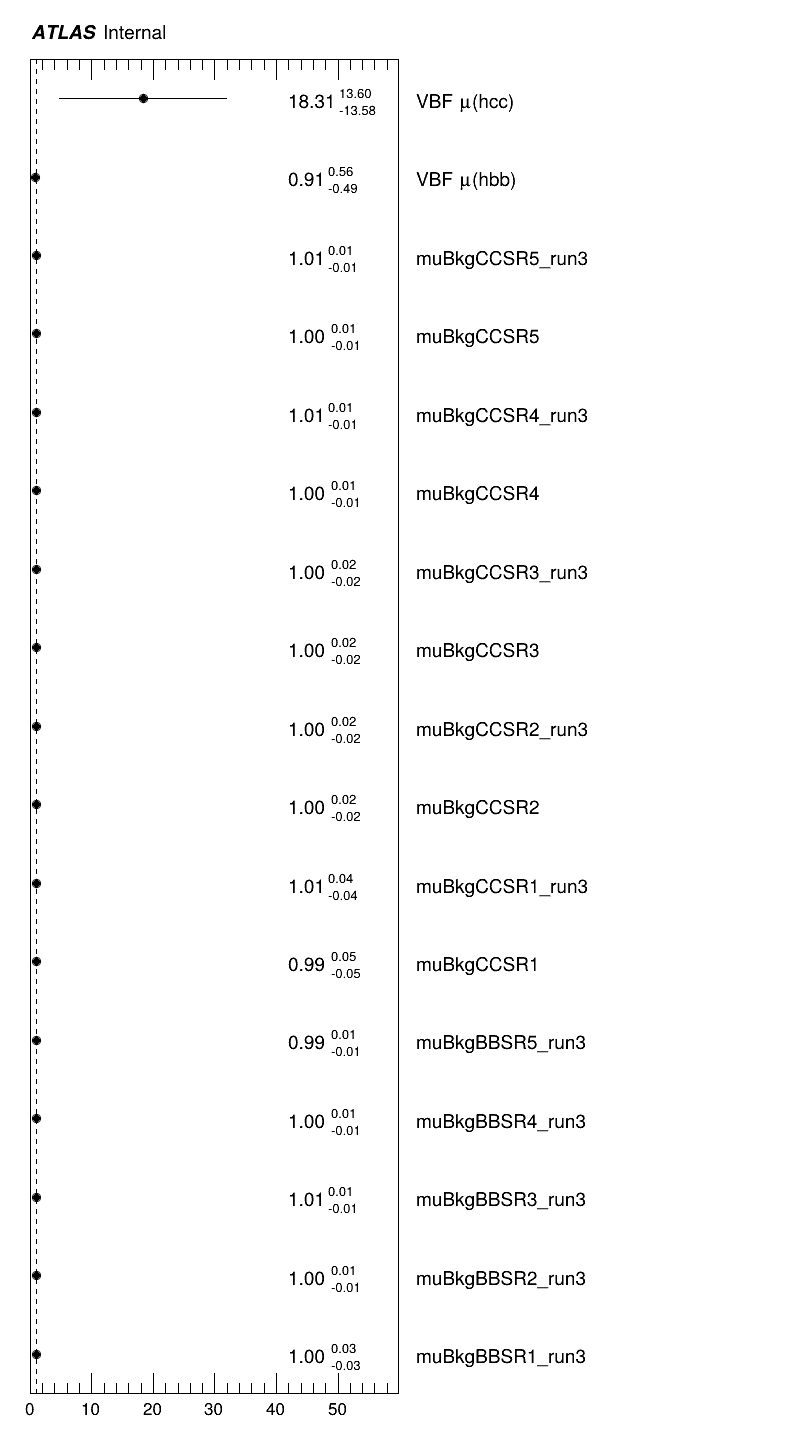 ATLAS Internal
18.31 13.60 -13.58 VBF μ(hcc)
0.91 0.56 -0.49 VBF μ(hbb)
1.01 0.01 -0.01 muBkgCCSR5_run3
1.00 0.01 -0.01 muBkgCCSR5
1.01 0.01 -0.01 muBkgCCSR4_run3
1.00 0.01 -0.01 muBkgCCSR4
1.00 0.02 -0.02 muBkgCCSR3_run3
1.00 0.02 -0.02 muBkgCCSR3
1.00 0.02 -0.02 muBkgCCSR2_run3
1.00 0.02 -0.02 muBkgCCSR2
1.01 0.04 -0.04 muBkgCCSR1_run3
0.99 0.05 -0.05 muBkgCCSR1
0.99 0.01 -0.01 muBkgBBSR5_run3
1.00 0.01 -0.01 muBkgBBSR4_run3
1.01 0.01 -0.01 muBkgBBSR3_run3
1.00 0.01 -0.01 muBkgBBSR2_run3
1.00 0.03 -0.03 muBkgBBSR1_run3
0 10 20 30 40 50